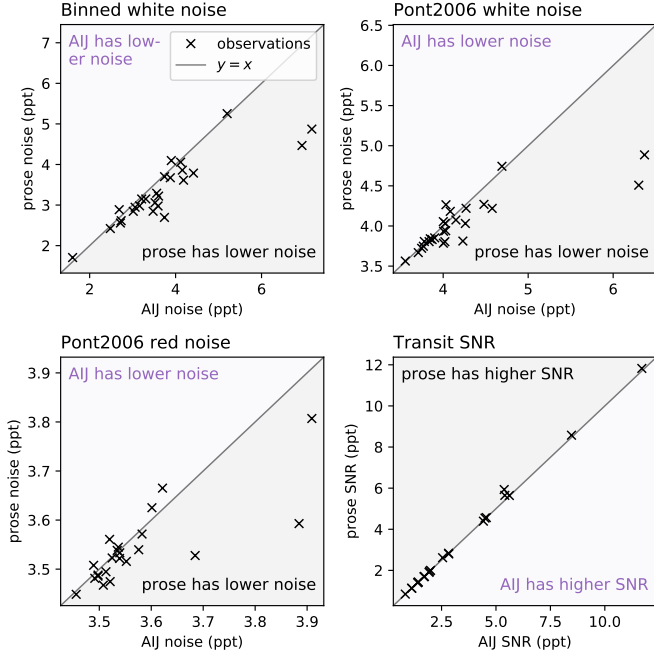 Binned white noise
AIJ has low-
er noise
observations
y = x
prose has lower noise
7
6
5
4
3
2
prose noise (ppt)
2
4
6
AIJ noise (ppt)
Pont2006 white noise
AIJ has lower noise
prose has lower noise
6.5
6.0
5.5
5.0
4.5
4.0
3.5
prose noise (ppt)
4
5
6
AIJ noise (ppt)
Pont2006 red noise
AIJ has lower noise
prose has lower noise
3.9
3.8
3.7
3.6
3.5
prose noise (ppt)
3.5
3.6
3.7
3.8
3.9
AIJ noise (ppt)
Transit SNR
prose has higher SNR
AIJ has higher SNR
12
10
8
6
4
2
prose SNR (ppt)
2.5
5.0
7.5
10.0
AIJ SNR (ppt)